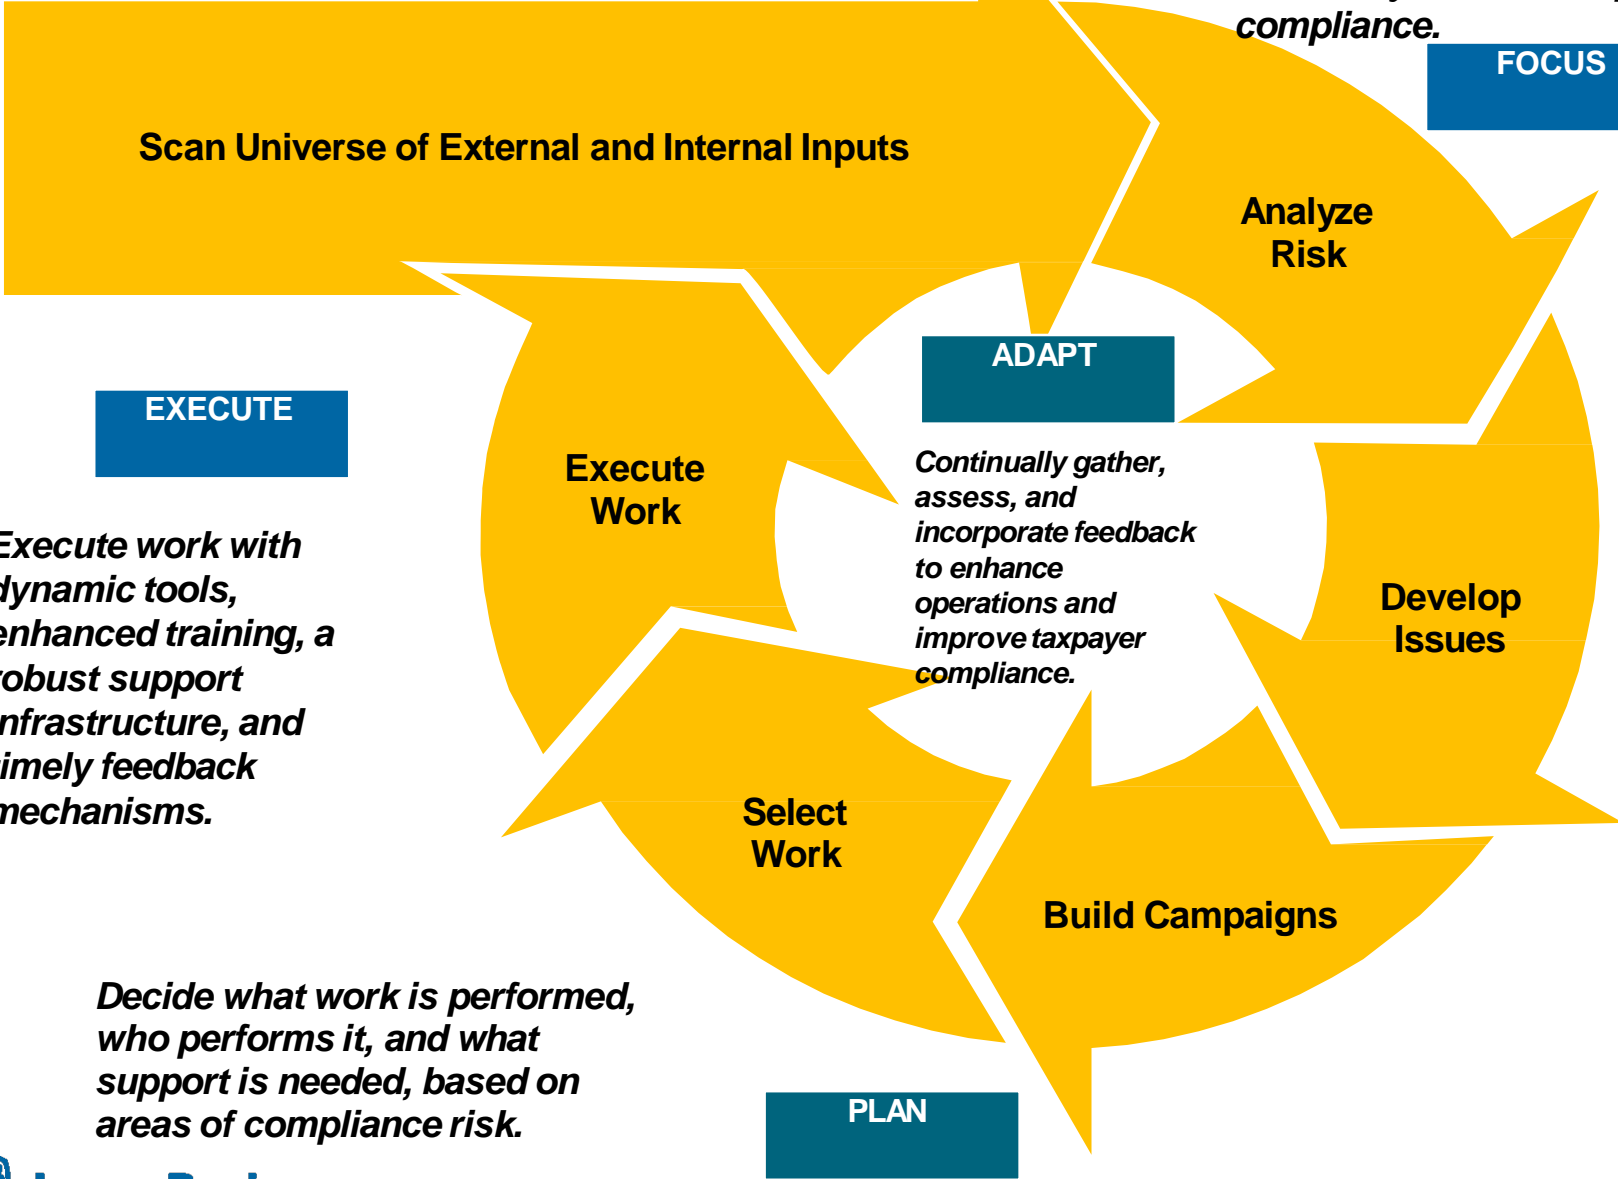 compliance.
FOCUS
Scan Universe of External and Internal Inputs
Analyze
Risk
ADAPT
EXECUTE
Continually gather,
assess, and
incorporate feedback
to enhance
operations and
improve taxpayer
compliance.
Execute
Work
Execute work with
dynamic tools,
enhanced training, a
robust support
infrastructure, and
timely feedback
mechanisms.
Develop
Issues
Select
Work
Build Campaigns
Decide what work is performed,
who performs it, and what
support is needed, based on
areas of compliance risk.
PLAN